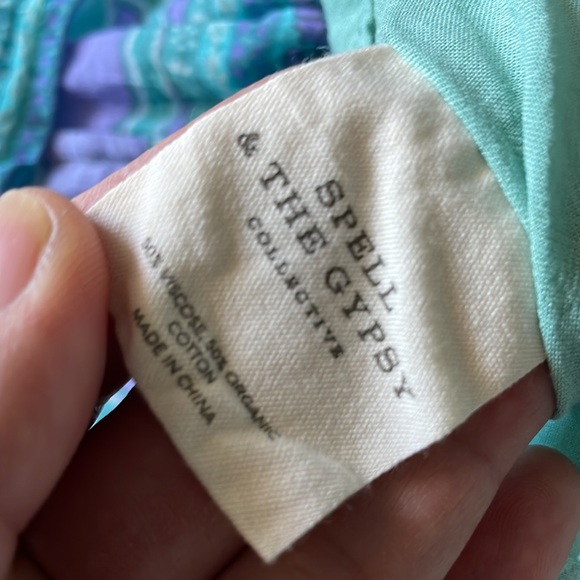 SPELL
& THE GYPSY
COLLECTIVE
50% VISCOSE, 50% ORGANIC
COTTON
MADE IN CHINA